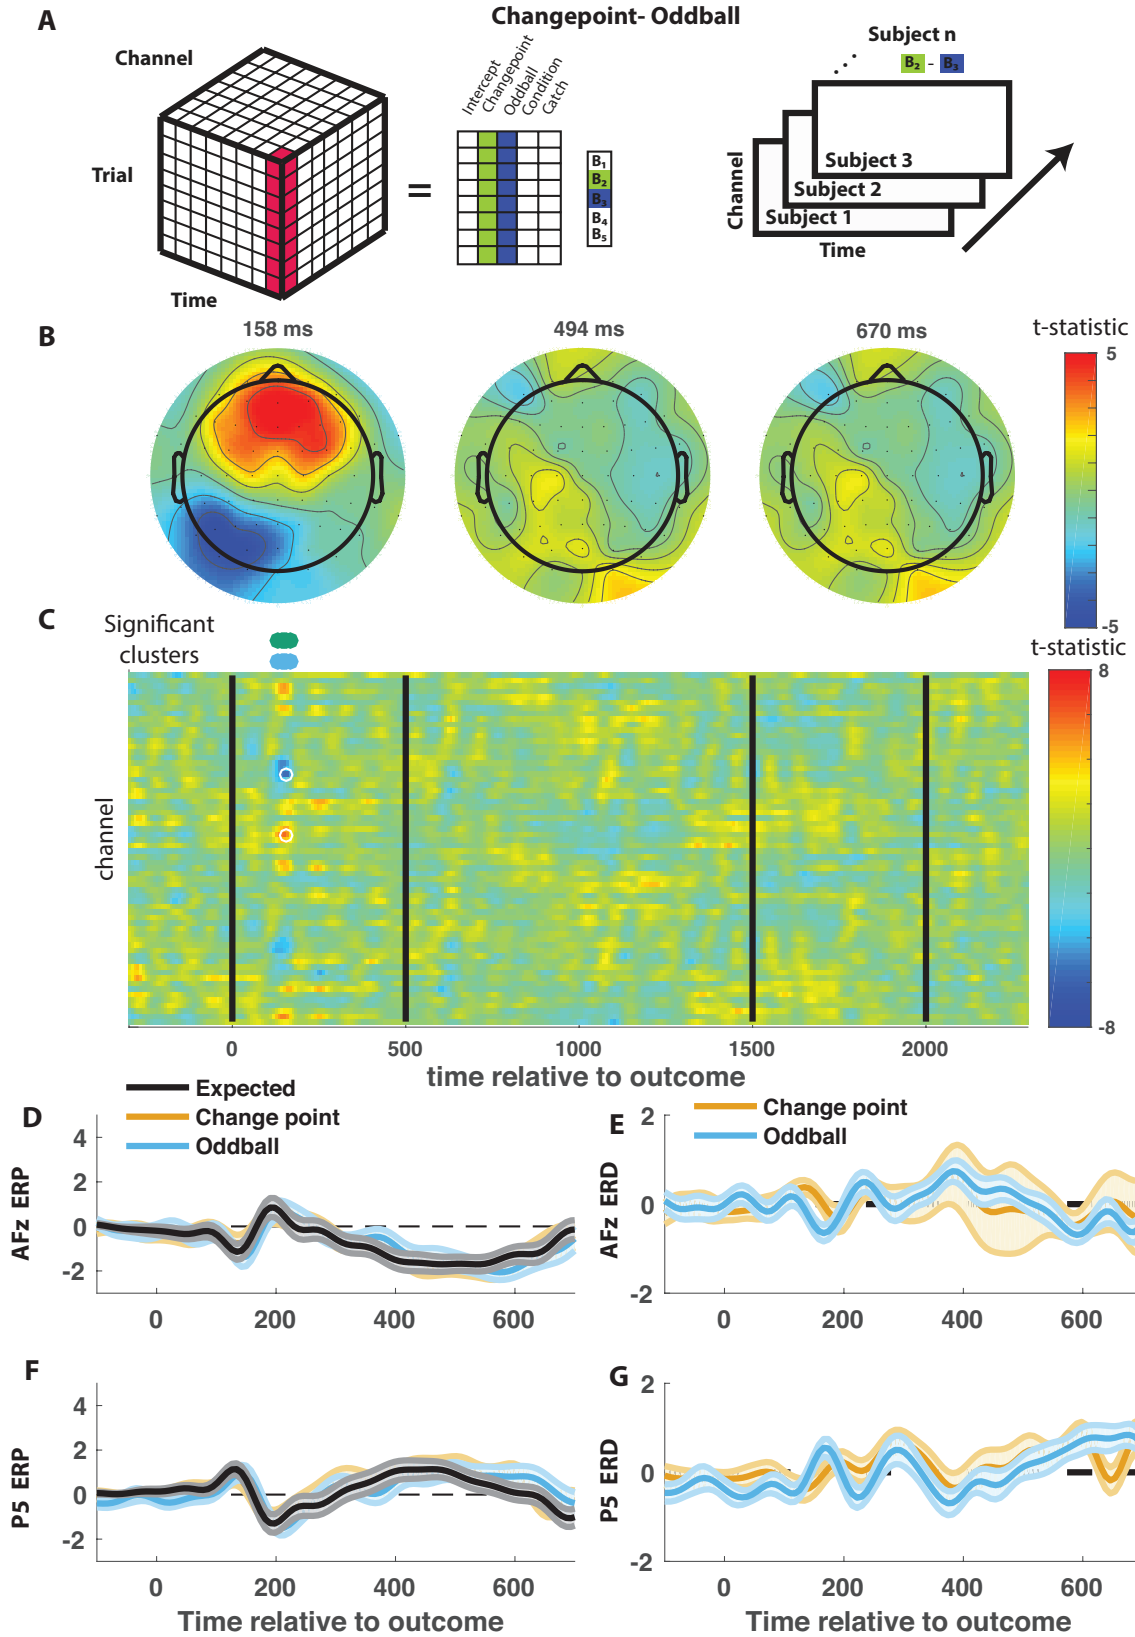 A
Changepoint- Oddball
Channel
Trial
Time
=
Intercept
Changepoint
Oddball
Condition
Catch
B1
B2
B3
B4
B5
Subject n
B2 - B3
Subject 3
Subject 2
Subject 1
Channel
Time
B
158 ms
494 ms
670 ms
t-statistic
5
-5
C
Significant
clusters
t-statistic
8
-8
channel
0 500 1000 1500 2000
time relative to outcome
D
Expected
Change point
Oddball
AFz ERP
4
2
0
-2
0 200 400 600
E
Change point
Oddball
AFz ERD
2
0
-2
0 200 400 600
F
P5 ERP
4
2
0
-2
0 200 400 600
Time relative to outcome
G
P5 ERD
2
0
-2
0 200 400 600
Time relative to outcome